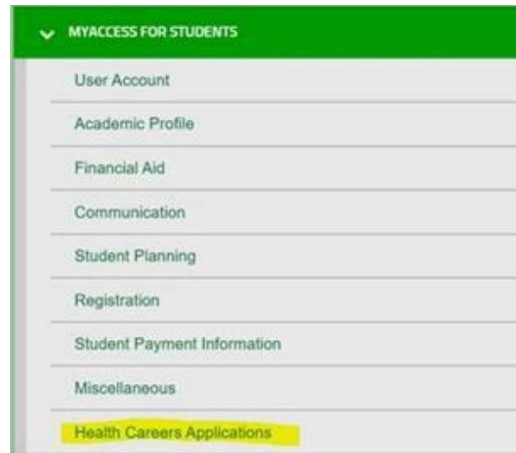 MYACCESS FOR STUDENTS
User Account
Academic Profile
Financial Aid
Communication
Student Planning
Registration
Student Payment Information
Miscellaneous
Health Careers Applications